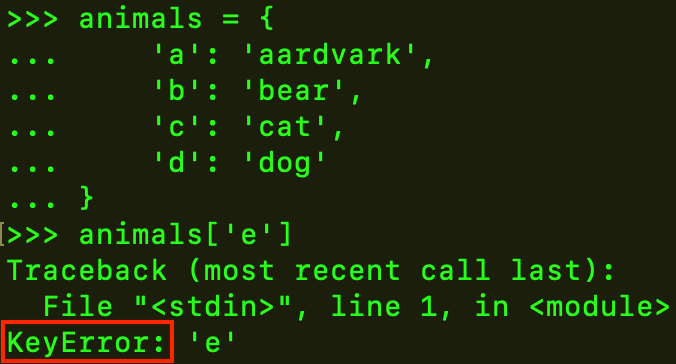 >>> animals = {
...     'a': 'aardvark',
...     'b': 'bear',
...     'c': 'cat',
...     'd': 'dog'
... }
>>> animals['e']
Traceback (most recent call last):
  File "<stdin>", line 1, in <module>
KeyError: 'e'